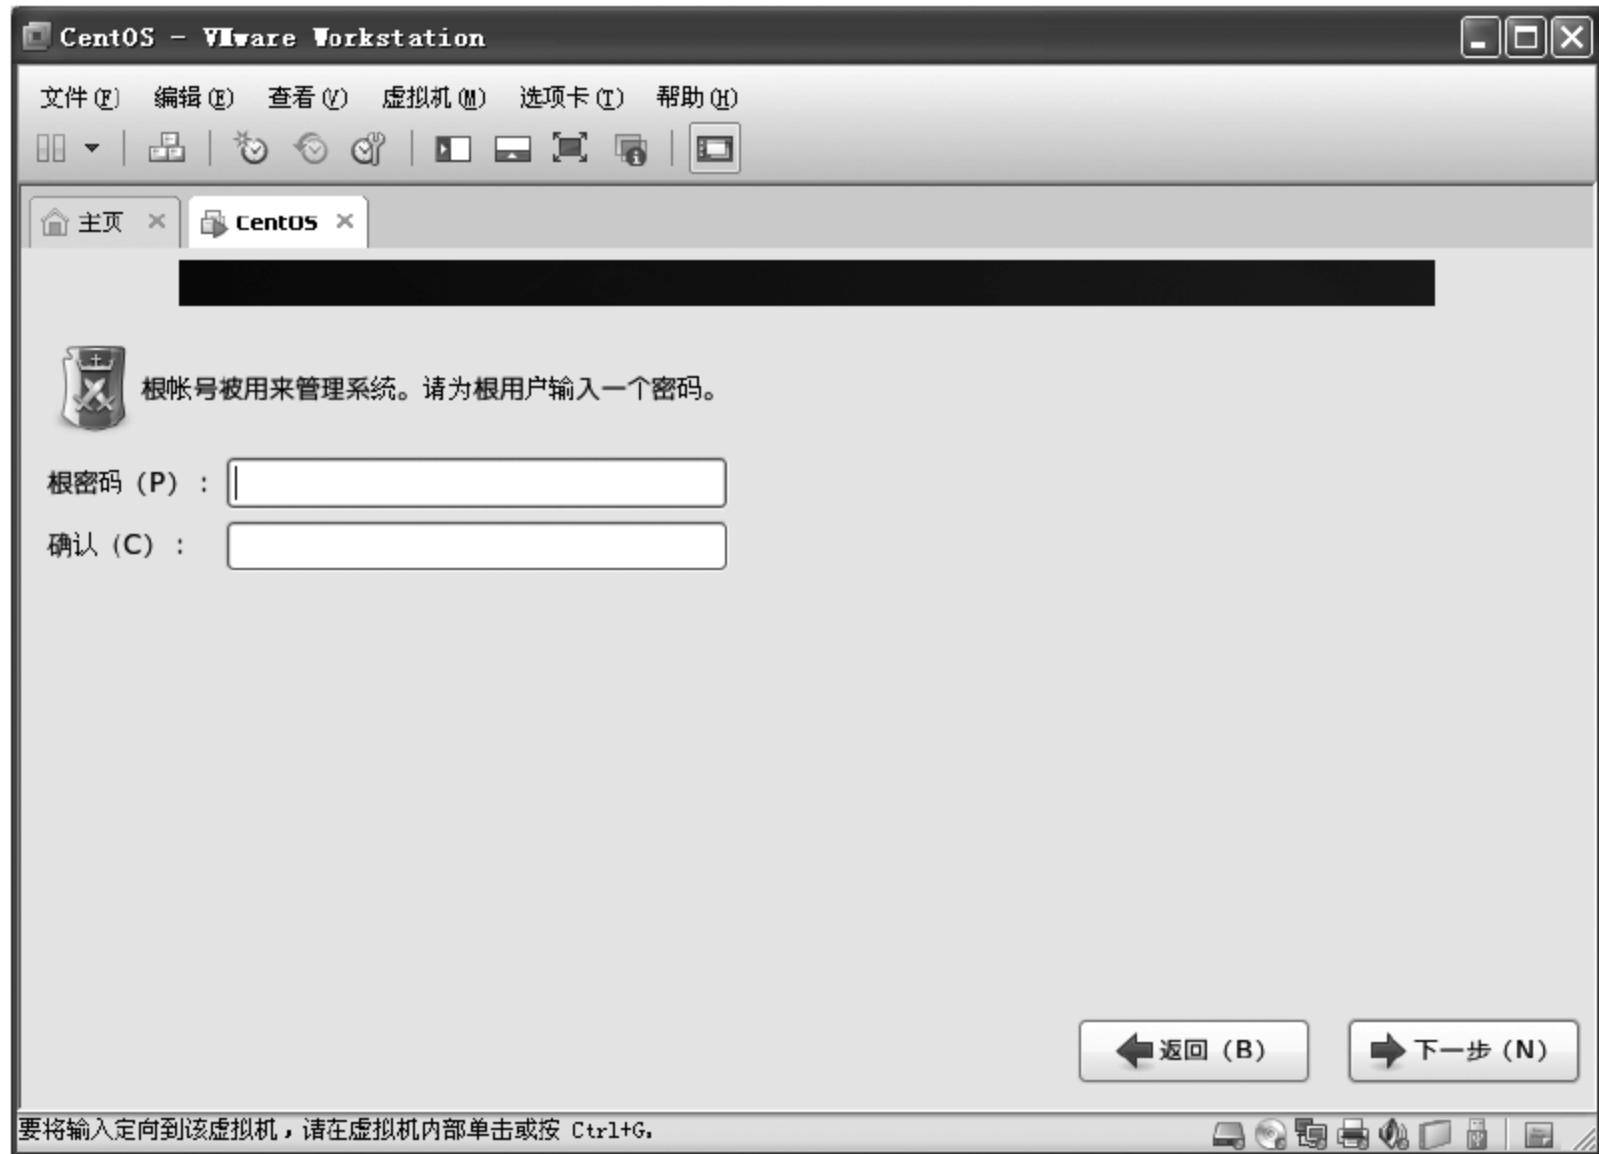 CentOS - VMware Workstation
文件(F) 编辑(E) 查看(V) 虚拟机(M) 选项卡(T) 帮助(H)
主页 CentOS
根帐号被用来管理系统。请为根用户输入一个密码。
根密码（P）：
确认（C）：
返回（B） 下一步（N）
要将输入定向到该虚拟机，请在虚拟机内部单击或按 Ctrl+G。